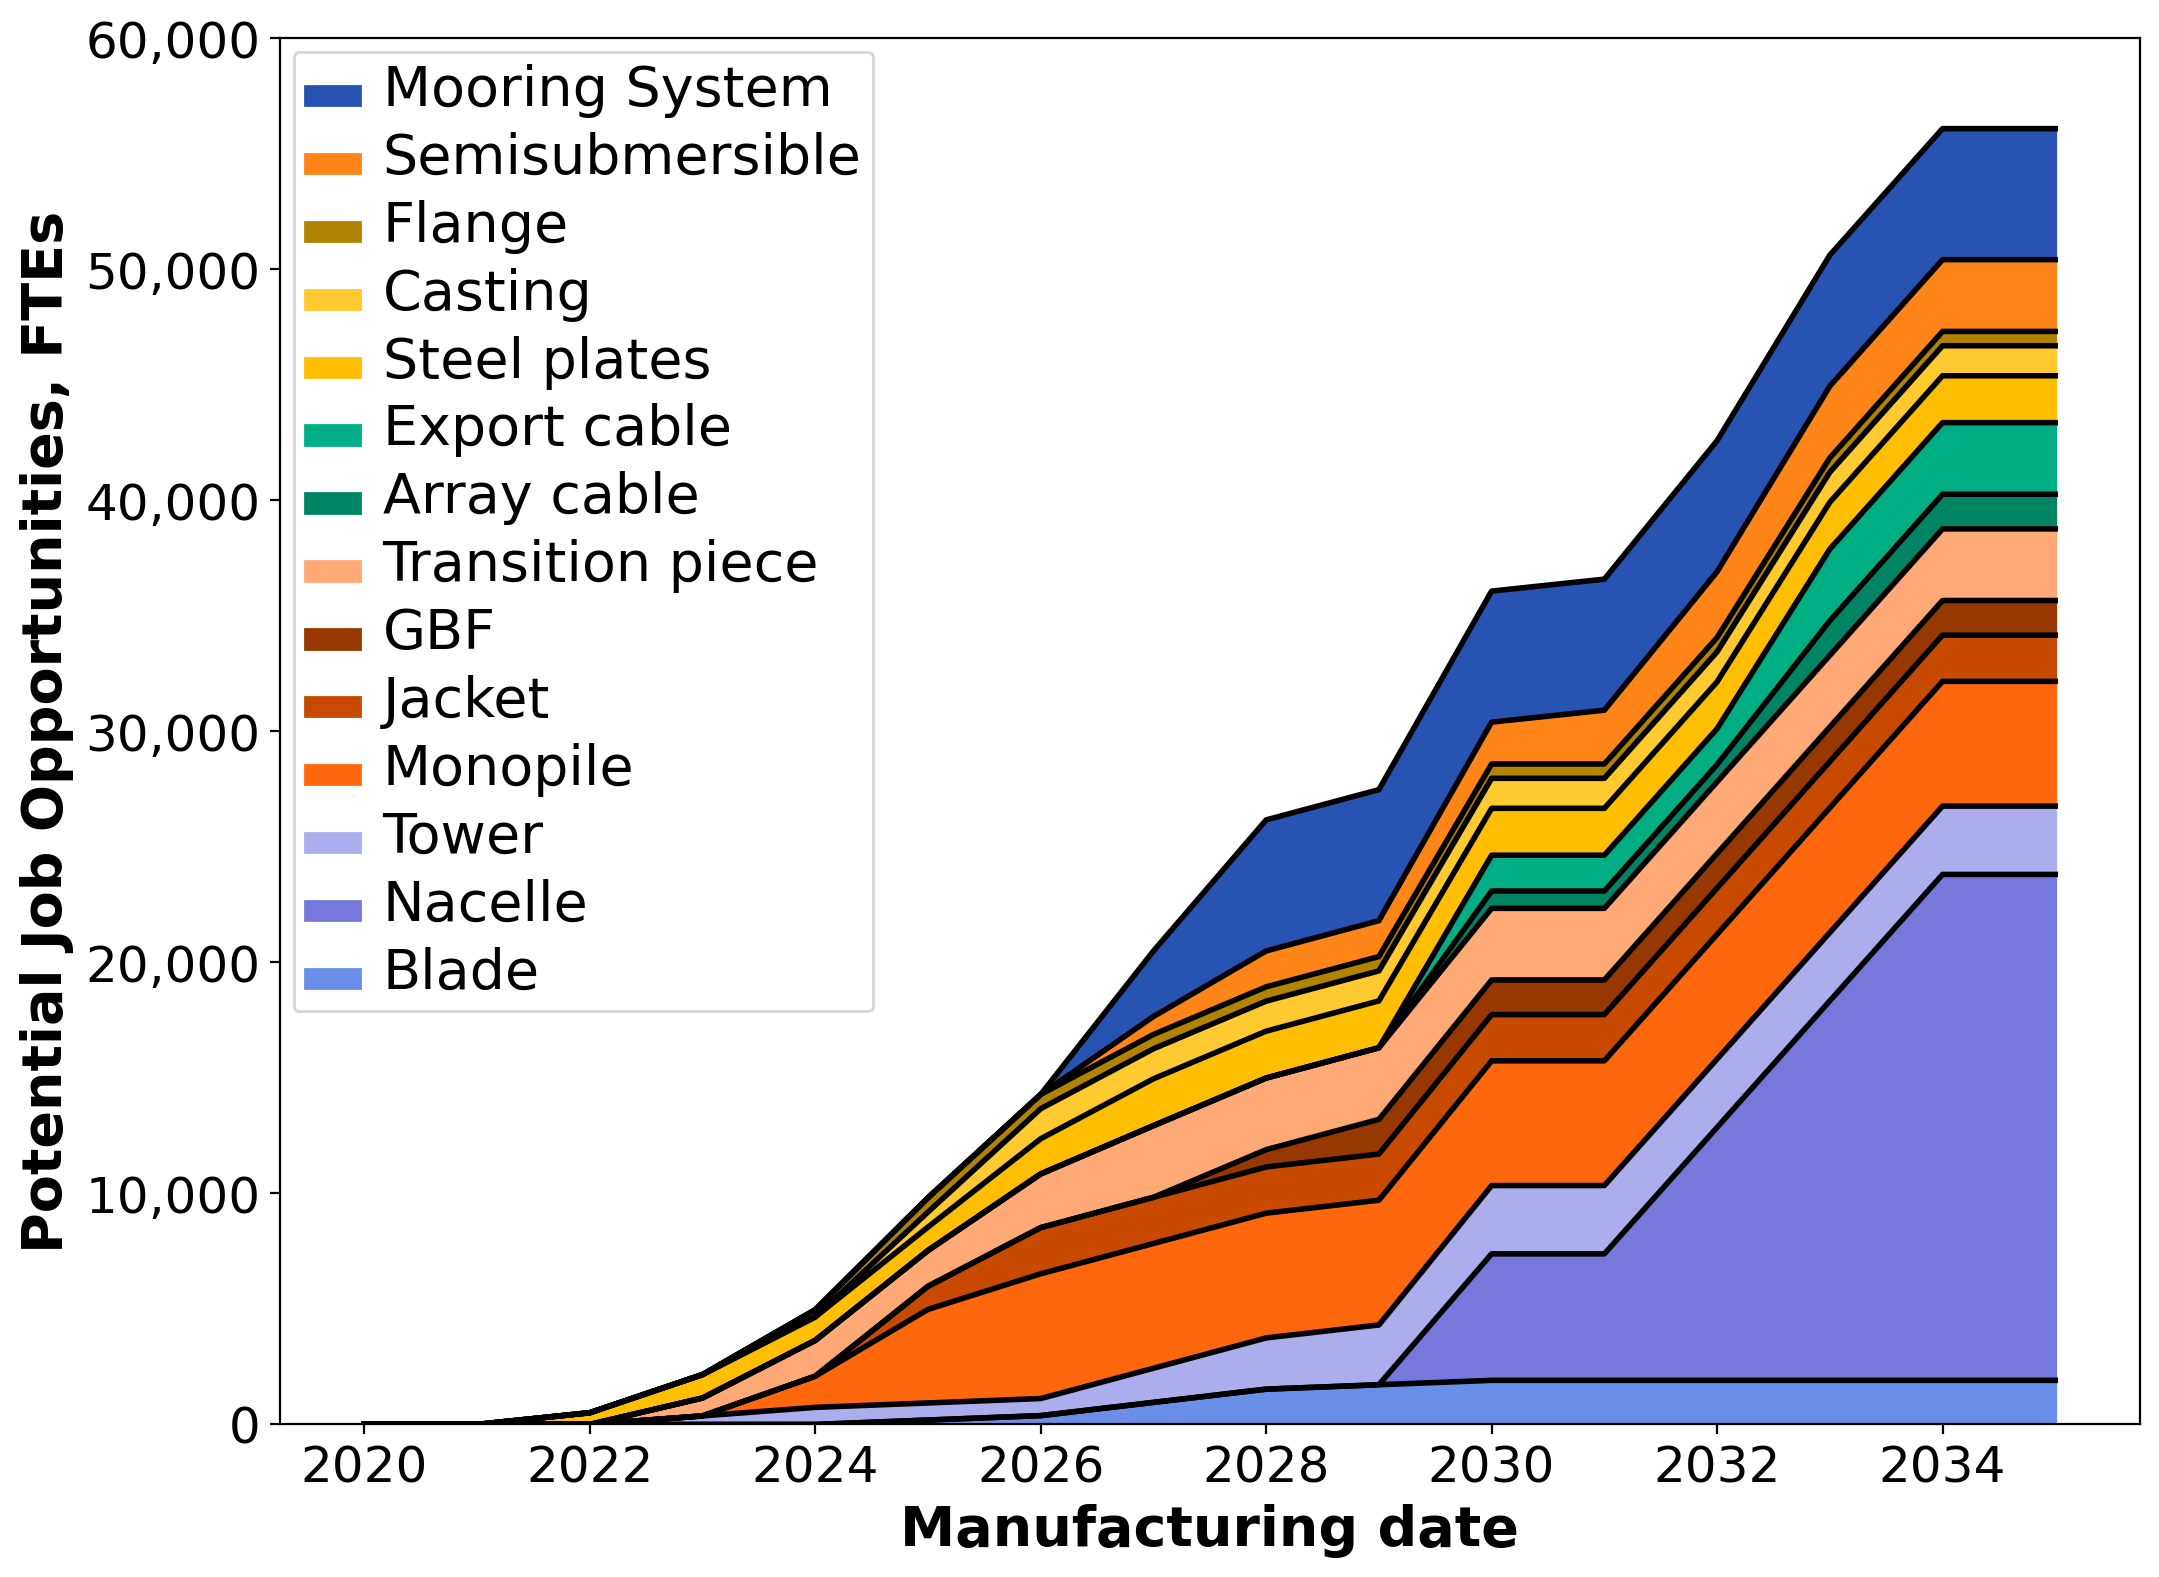 60,000
50,000
40,000
30,000
20,000
10,000
0
Potential Job Opportunities, FTEs
Mooring System
Semisubmersible
Flange
Casting
Steel plates
Export cable
Array cable
Transition piece
GBF
Jacket
Monopile
Tower
Nacelle
Blade
2020 2022 2024 2026 2028 2030 2032 2034
Manufacturing date